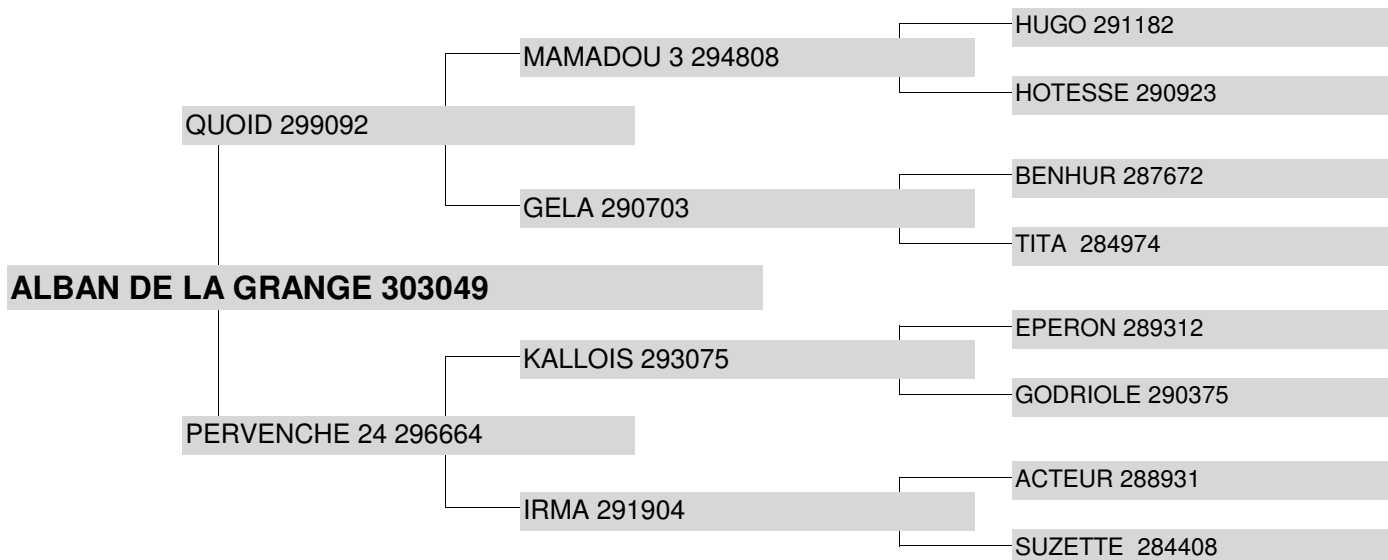 HUGO 291182
MAMADOU 3 294808
HOTESSE 290923
QUOID 299092
BENHUR 287672
GELA 290703
TITA 284974
ALBAN DE LA GRANGE 303049
EPERON 289312
KALLOIS 293075
GODRIOLE 290375
PERVENCHE 24 296664
ACTEUR 288931
IRMA 291904
SUZETTE 284408